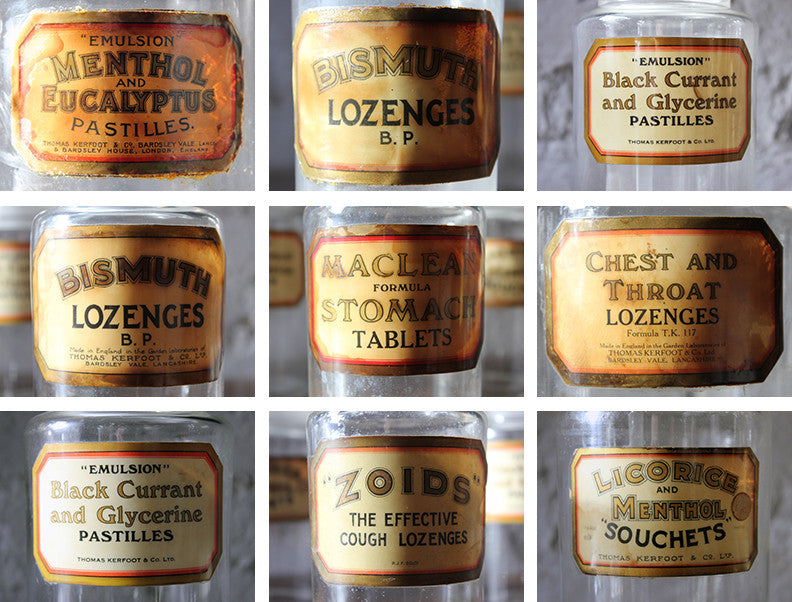 "EMULSION"
MENTHOL
AND
EUCALYPTUS
PASTILLES.
THOMAS KERFOOT & Co. BARDSLEY VALE, LANCS
& BARDSLEY HOUSE, LONDON, ENGLAND
BISMUTH
LOZENGES
B. P.
"EMULSION"
Black Currant
and Glycerine
PASTILLES
THOMAS KERFOOT & Co. LTD.
BISMUTH
LOZENGES
B. P.
Made in England in the Garden Laboratories of
THOMAS KERFOOT & Co. LTD.
BARDSLEY VALE, LANCASHIRE.
MACLEAN
FORMULA
STOMACH
TABLETS
CHEST AND
THROAT
LOZENGES
Formula T.K. 117
Made in England in the Garden Laboratories of
THOMAS KERFOOT & Co. Ltd.
BARDSLEY VALE, LANCASHIRE.
"EMULSION"
Black Currant
and Glycerine
PASTILLES
THOMAS KERFOOT & Co. LTD.
"ZOIDS"
THE EFFECTIVE
COUGH LOZENGES
LICORICE
AND
MENTHOL
"SOUCHETS"
THOMAS KERFOOT & Co. LTD.